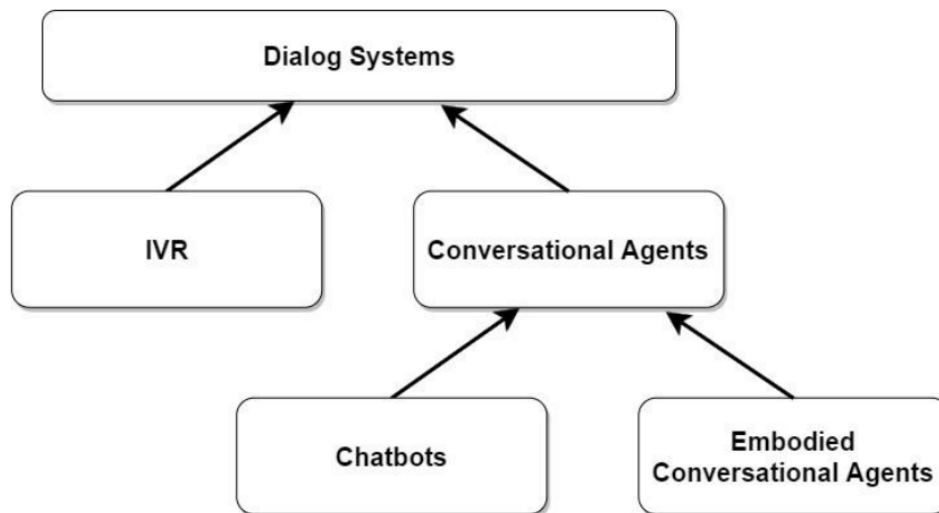 Dialog Systems
IVR
Conversational Agents
Chatbots
Embodied
Conversational Agents